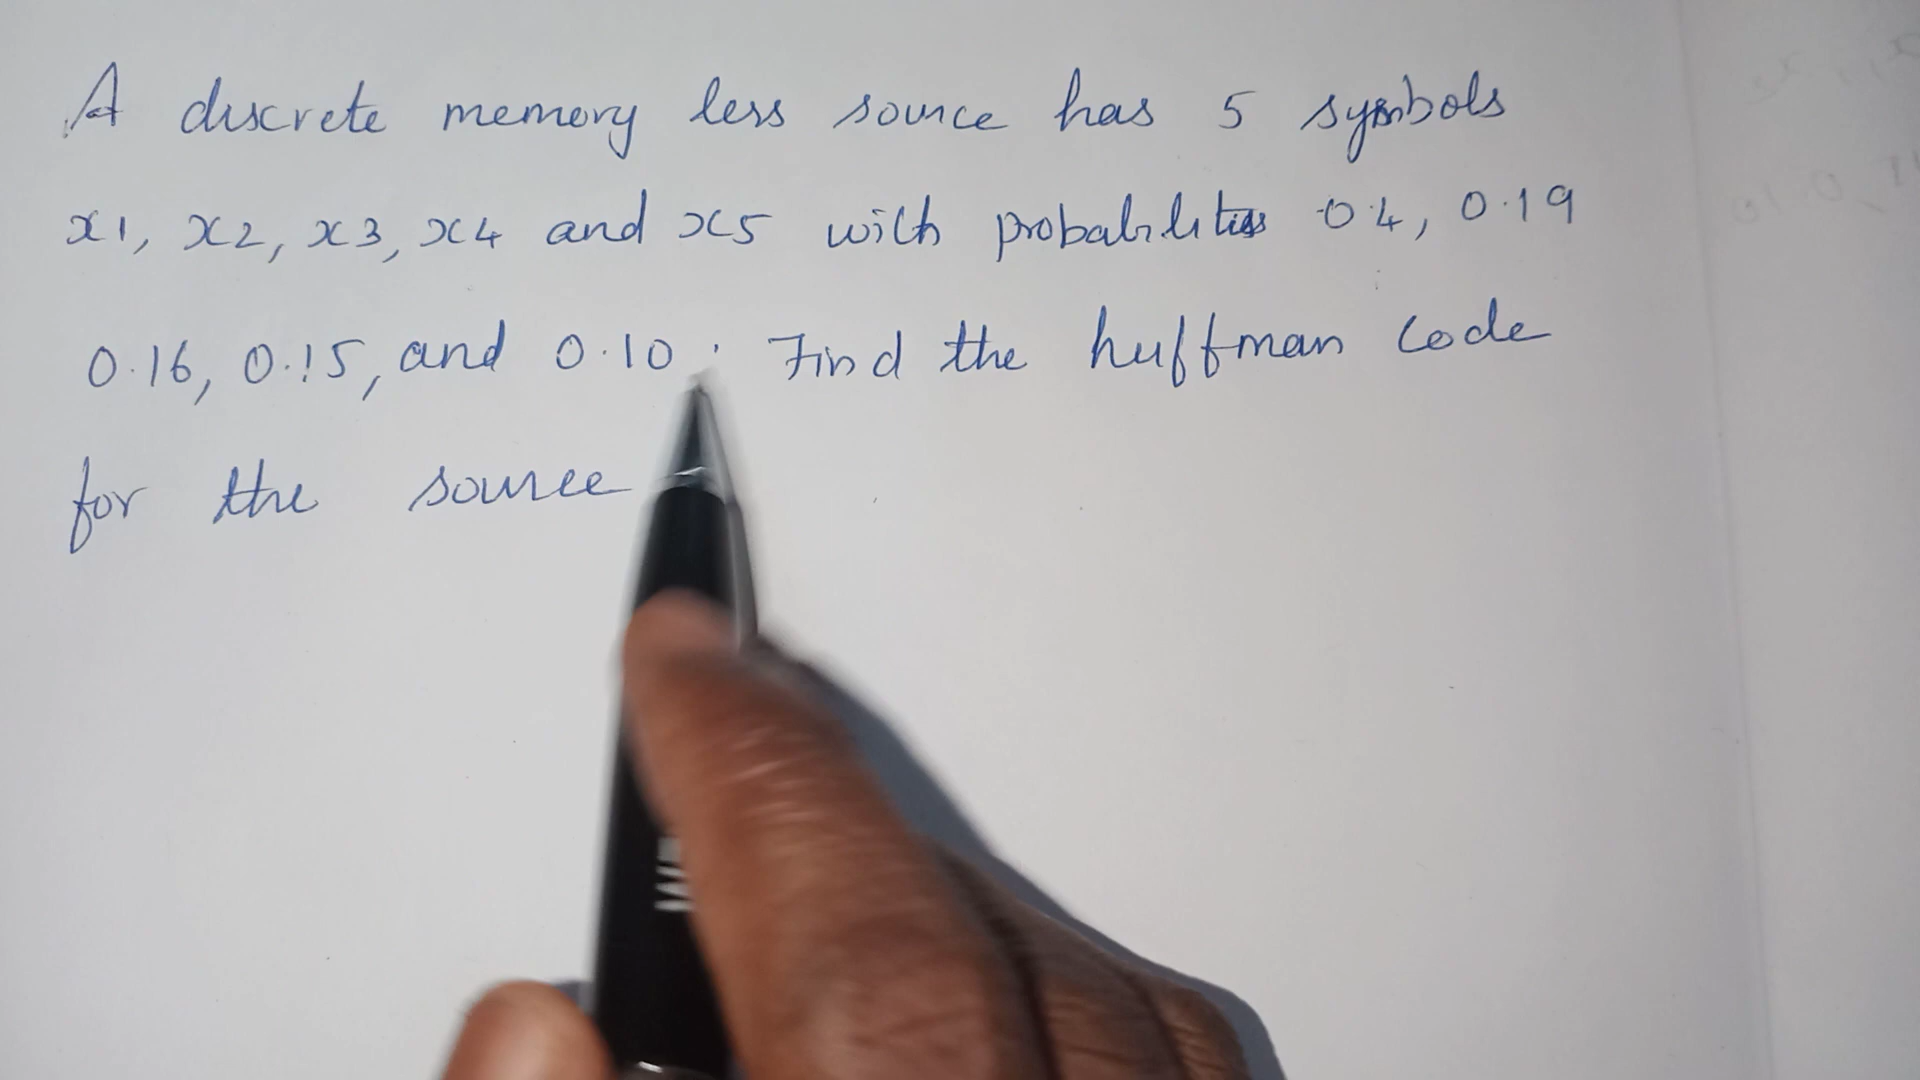 A discrete memory less source has 5 symbols
x1, x2, x3, x4 and x5 with probabilities 0.4, 0.19
0.16, 0.15, and 0.10. Find the huffman code
for the source